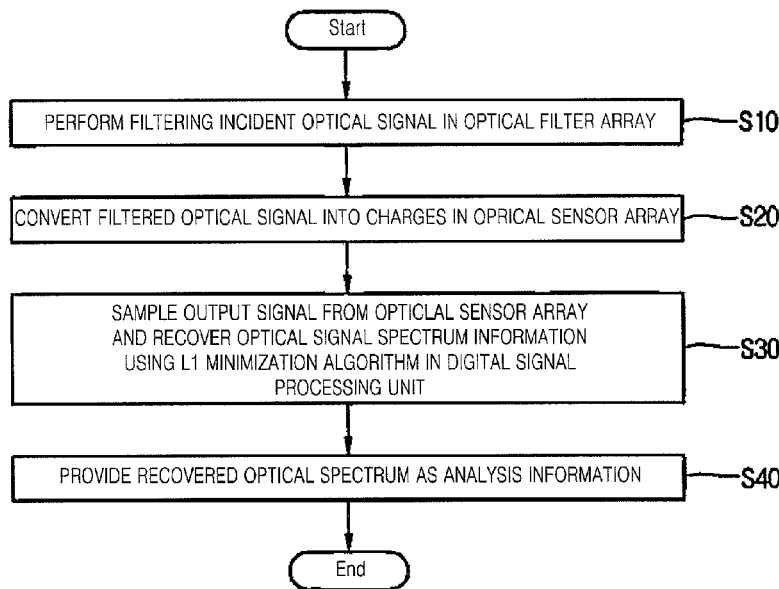 Start
PERFORM FILTERING INCIDENT OPTICAL SIGNAL IN OPTICAL FILTER ARRAY
S10
CONVERT FILTERED OPTICAL SIGNAL INTO CHARGES IN OPRICAL SENSOR ARRAY
S20
SAMPLE OUTPUT SIGNAL FROM OPTICLAL SENSOR ARRAY
AND RECOVER OPTICAL SIGNAL SPECTRUM INFORMATION
USING L1 MINIMIZATION ALGORITHM IN DIGITAL SIGNAL
PROCESSING UNIT
S30
PROVIDE RECOVERED OPTICAL SPECTRUM AS ANALYSIS INFORMATION
S40
End